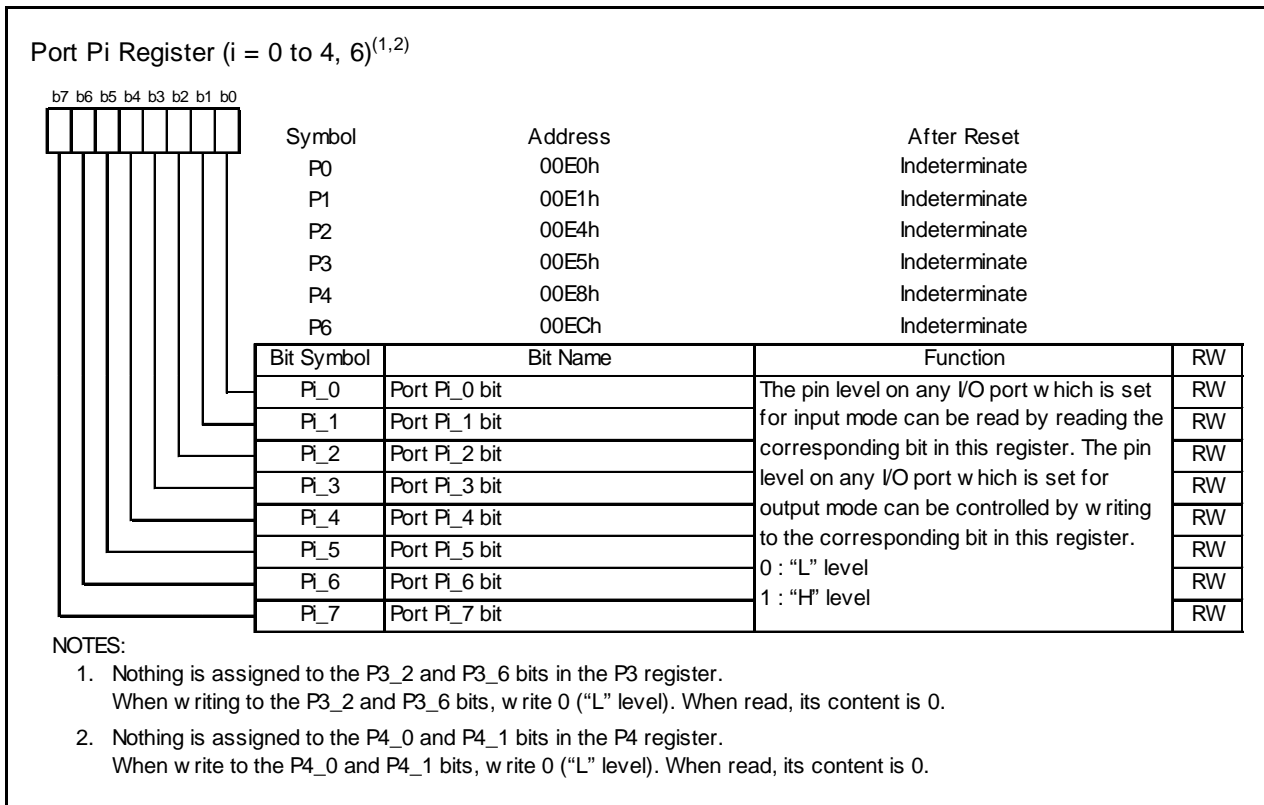 Port Pi Register (i = 0 to 4, 6)(1,2)
b7 b6 b5 b4 b3 b2 b1 b0
Symbol Address After Reset
P0 00E0h Indeterminate
P1 00E1h Indeterminate
P2 00E4h Indeterminate
P3 00E5h Indeterminate
P4 00E8h Indeterminate
P6 00ECh Indeterminate
Bit Symbol Bit Name Function RW
Pi_0 Port Pi_0 bit The pin level on any I/O port which is set RW
Pi_1 Port Pi_1 bit for input mode can be read by reading the RW
Pi_2 Port Pi_2 bit corresponding bit in this register. The pin RW
Pi_3 Port Pi_3 bit level on any I/O port which is set for RW
Pi_4 Port Pi_4 bit output mode can be controlled by writing RW
Pi_5 Port Pi_5 bit to the corresponding bit in this register. RW
Pi_6 Port Pi_6 bit 0 : “L” level RW
Pi_7 Port Pi_7 bit 1 : “H” level RW
NOTES:
1. Nothing is assigned to the P3_2 and P3_6 bits in the P3 register.
When writing to the P3_2 and P3_6 bits, write 0 (“L” level). When read, its content is 0.
2. Nothing is assigned to the P4_0 and P4_1 bits in the P4 register.
When write to the P4_0 and P4_1 bits, write 0 (“L” level). When read, its content is 0.